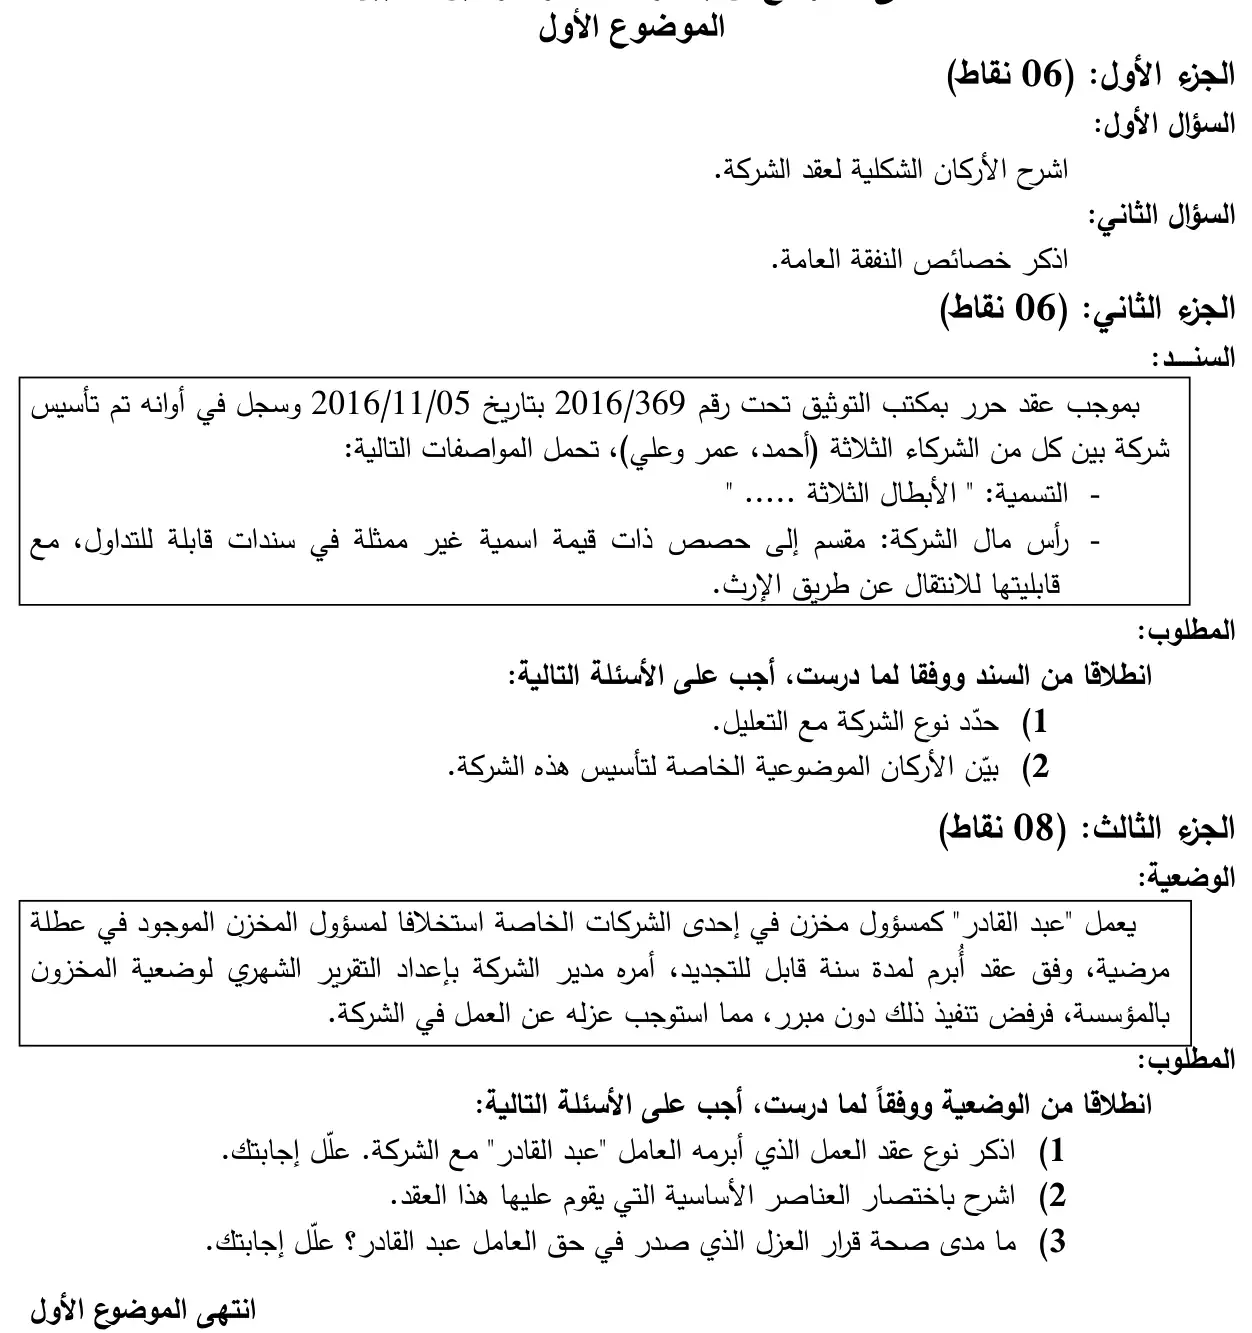 الموضوع الأول
الجزء الأول: (06 نقاط)
السؤال الأول:
اشرح الأركان الشكلية لعقد الشركة.
السؤال الثاني:
اذكر خصائص النفقة العامة.
الجزء الثاني: (06 نقاط)
السنـــد:
بموجب عقد حرر بمكتب التوثيق تحت رقم 2016/369 بتاريخ 2016/11/05 وسجل في أوانه تم تأسيس
شركة بين كل من الشركاء الثلاثة (أحمد، عمر وعلي)، تحمل المواصفات التالية:
- التسمية: " الأبطال الثلاثة ..... "
- رأس مال الشركة: مقسم إلى حصص ذات قيمة اسمية غير ممثلة في سندات قابلة للتداول، مع
قابليتها للانتقال عن طريق الإرث.
المطلوب:
انطلاقا من السند ووفقا لما درست، أجب على الأسئلة التالية:
1) حدّد نوع الشركة مع التعليل.
2) بيّن الأركان الموضوعية الخاصة لتأسيس هذه الشركة.
الجزء الثالث: (08 نقاط)
الوضعية:
يعمل "عبد القادر" كمسؤول مخزن في إحدى الشركات الخاصة استخلافا لمسؤول المخزن الموجود في عطلة
مرضية، وفق عقد أُبرم لمدة سنة قابل للتجديد، أمره مدير الشركة بإعداد التقرير الشهري لوضعية المخزون
بالمؤسسة، فرفض تنفيذ ذلك دون مبرر، مما استوجب عزله عن العمل في الشركة.
المطلوب:
انطلاقا من الوضعية ووفقاً لما درست، أجب على الأسئلة التالية:
1) اذكر نوع عقد العمل الذي أبرمه العامل "عبد القادر" مع الشركة. علّل إجابتك.
2) اشرح باختصار العناصر الأساسية التي يقوم عليها هذا العقد.
3) ما مدى صحة قرار العزل الذي صدر في حق العامل عبد القادر؟ علّل إجابتك.
انتهى الموضوع الأول